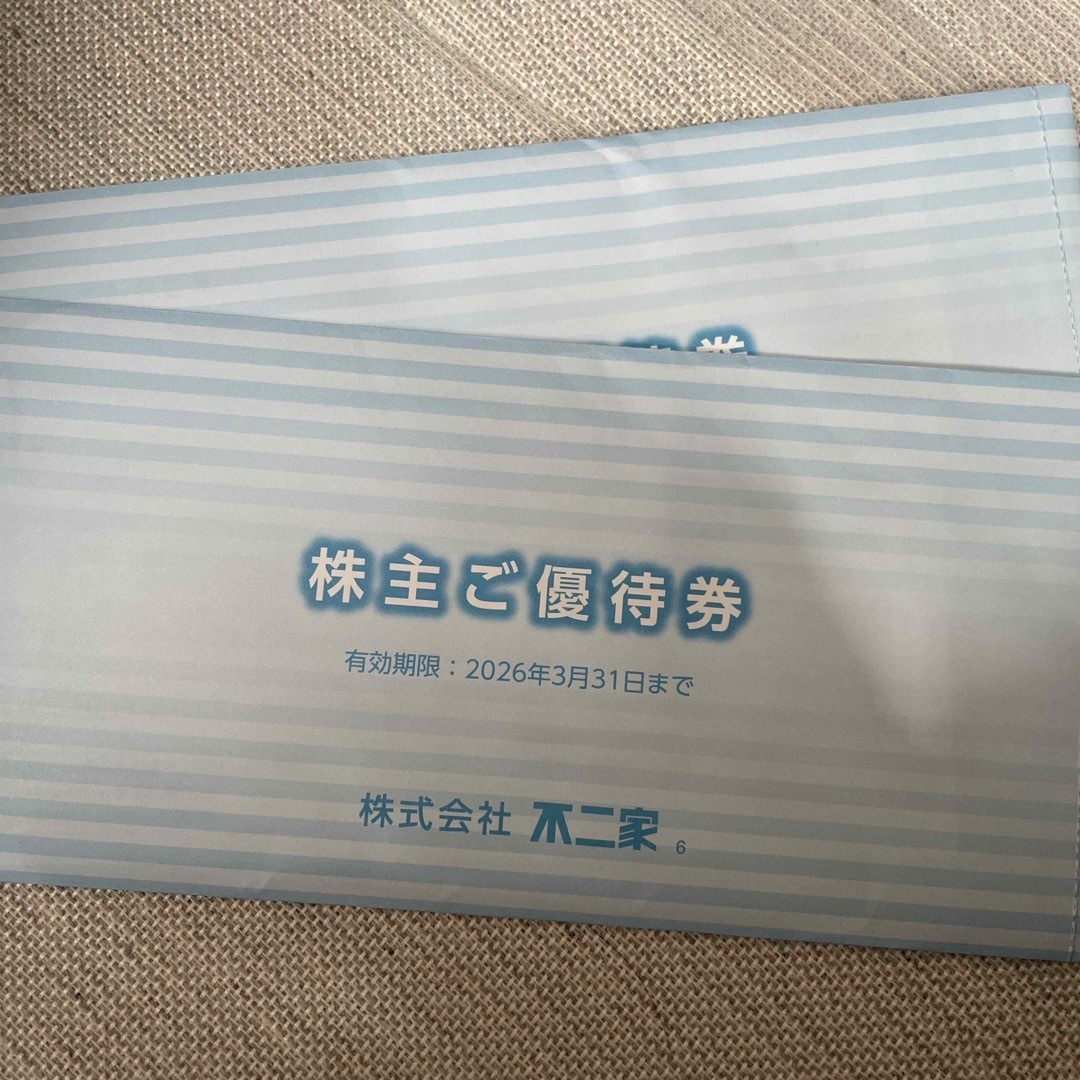 券
株主ご優待券
有効期限：2026年3月31日まで
株式会社 不二家 6